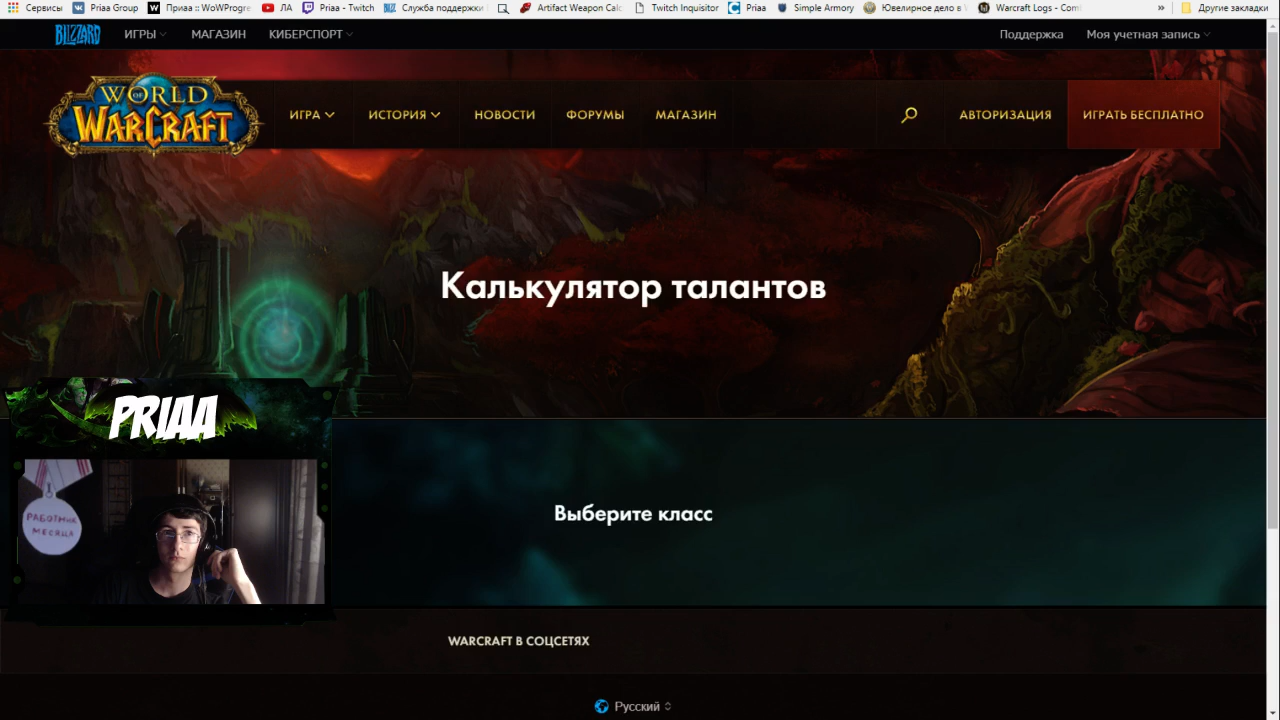 Сервисы Priaa Group Приаа :: WoWProgre ЛА Priaa - Twitch Служба поддержки Artifact Weapon Calc Twitch Inquisitor Priaa Simple Armory Ювелирное дело в Warcraft Logs - Com » Другие закладки
BLIZZARD ИГРЫ МАГАЗИН КИБЕРСПОРТ Поддержка Моя учетная запись
WORLD OF WARCRAFT
ИГРА ИСТОРИЯ НОВОСТИ ФОРУМЫ МАГАЗИН АВТОРИЗАЦИЯ ИГРАТЬ БЕСПЛАТНО
Калькулятор талантов
PRIAA
РАБОТНИК
МЕСЯЦА
Выберите класс
WARCRAFT В СОЦСЕТЯХ
Русский